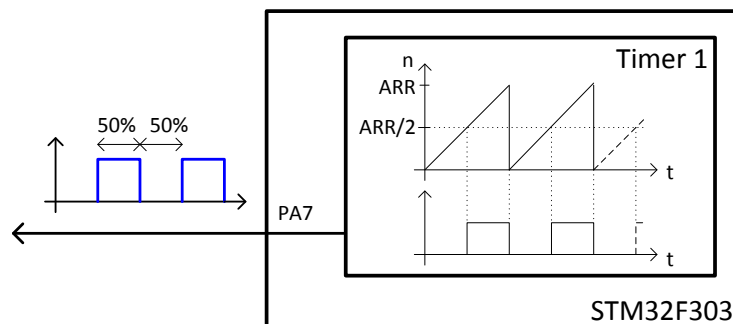 Timer 1
n
ARR
ARR/2
t
t
50% 50%
PA7
STM32F303